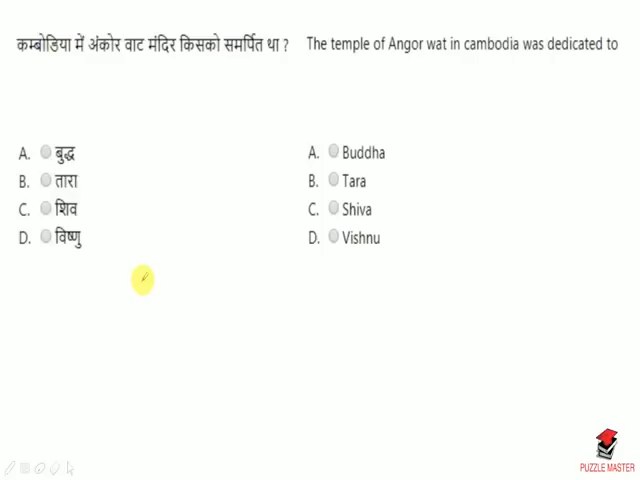 कम्बोडिया में अंकोर वाट मंदिर किसको समर्पित था ?
The temple of Angor wat in cambodia was dedicated to
A. बुद्ध
B. तारा
C. शिव
D. विष्णु
A. Buddha
B. Tara
C. Shiva
D. Vishnu
PUZZLE MASTER